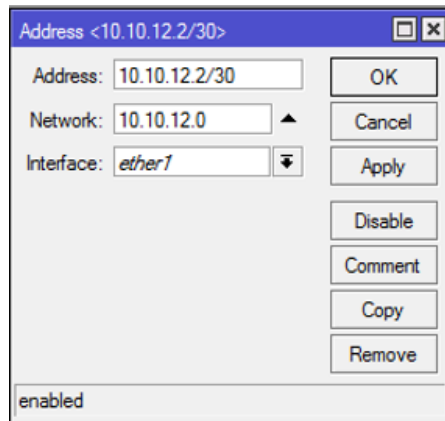 Address <10.10.12.2/30>
Address: 10.10.12.2/30
OK
Network: 10.10.12.0
Cancel
Interface: ether1
Apply
Disable
Comment
Copy
Remove
enabled